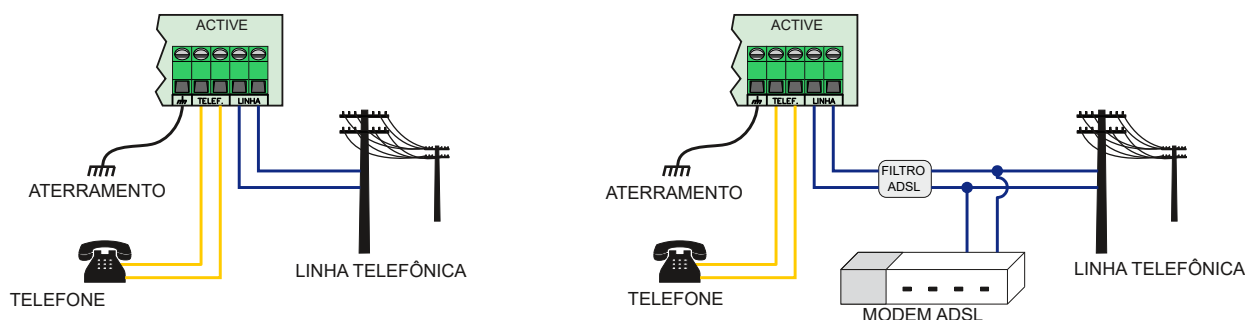 ACTIVE
TELEF. LINHA
ATERRAMENTO
LINHA TELEFÔNICA
TELEFONE
ACTIVE
TELEF. LINHA
FILTRO
ADSL
ATERRAMENTO
LINHA TELEFÔNICA
TELEFONE
MODEM ADSL